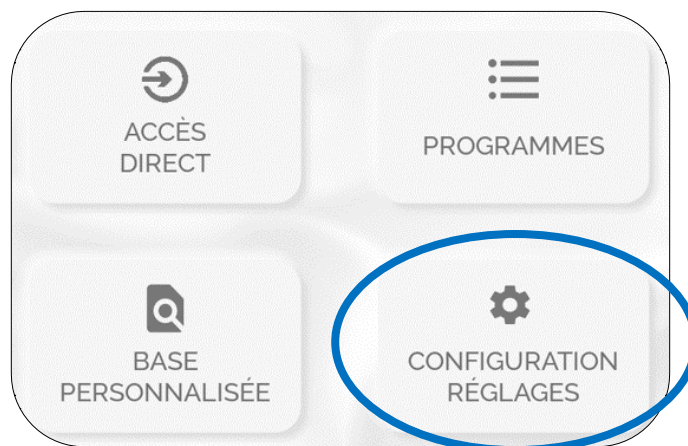 ACCÈS
DIRECT
PROGRAMMES
BASE
PERSONNALISÉE
CONFIGURATION
RÉGLAGES